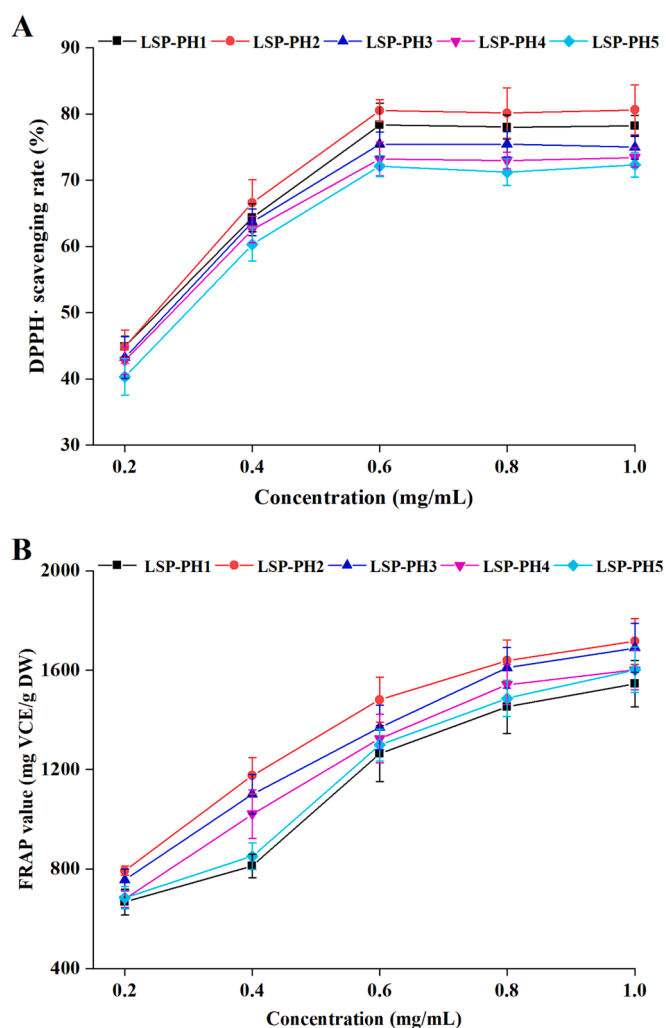 A
LSP-PH1 LSP-PH2 LSP-PH3 LSP-PH4 LSP-PH5
90
80
70
60
50
40
30
DPPH· scavenging rate (%)
0.2 0.4 0.6 0.8 1.0
Concentration (mg/mL)
B
LSP-PH1 LSP-PH2 LSP-PH3 LSP-PH4 LSP-PH5
2000
1600
1200
800
400
FRAP value (mg VCE/g DW)
0.2 0.4 0.6 0.8 1.0
Concentration (mg/mL)